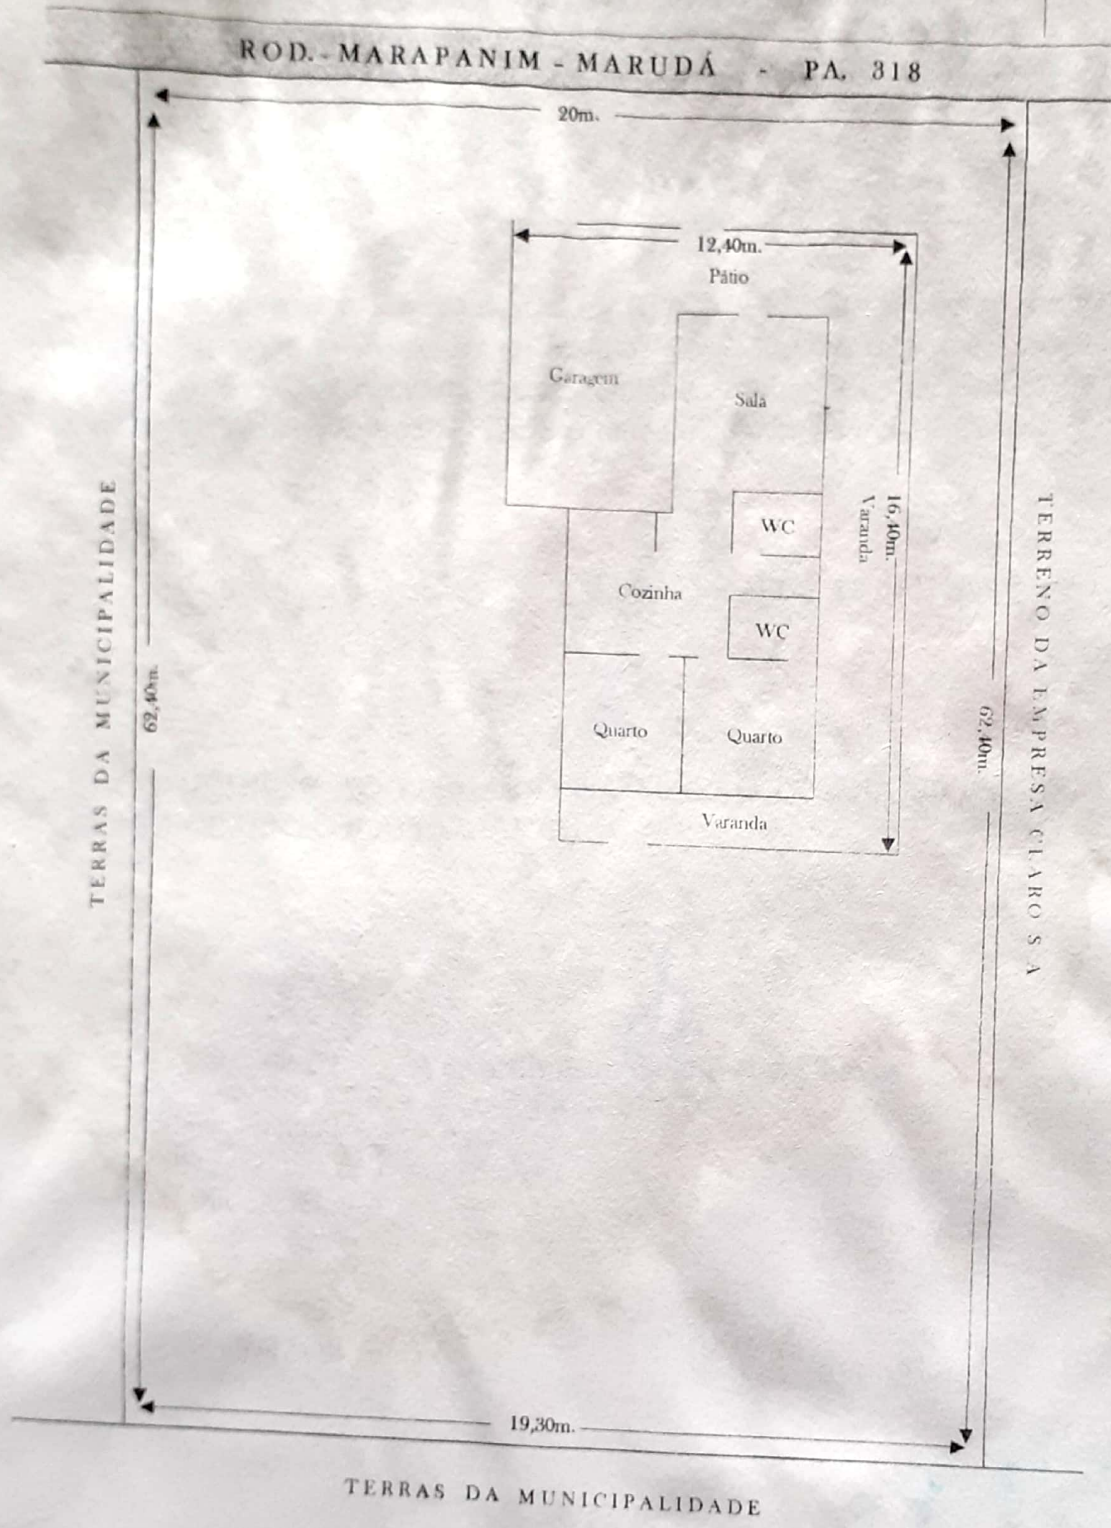 ROD. - MARAPANIM - MARUDÁ - PA. 318
20m.
12,40m.
Pátio
Garagem
Sala
WC
16,40m.
Varanda
Cozinha
WC
Quarto
Quarto
Varanda
TERRAS DA MUNICIPALIDADE
62,40m.
62,40m.
TERRENO DA EMPRESA CLARO S A
19,30m.
TERRAS DA MUNICIPALIDADE